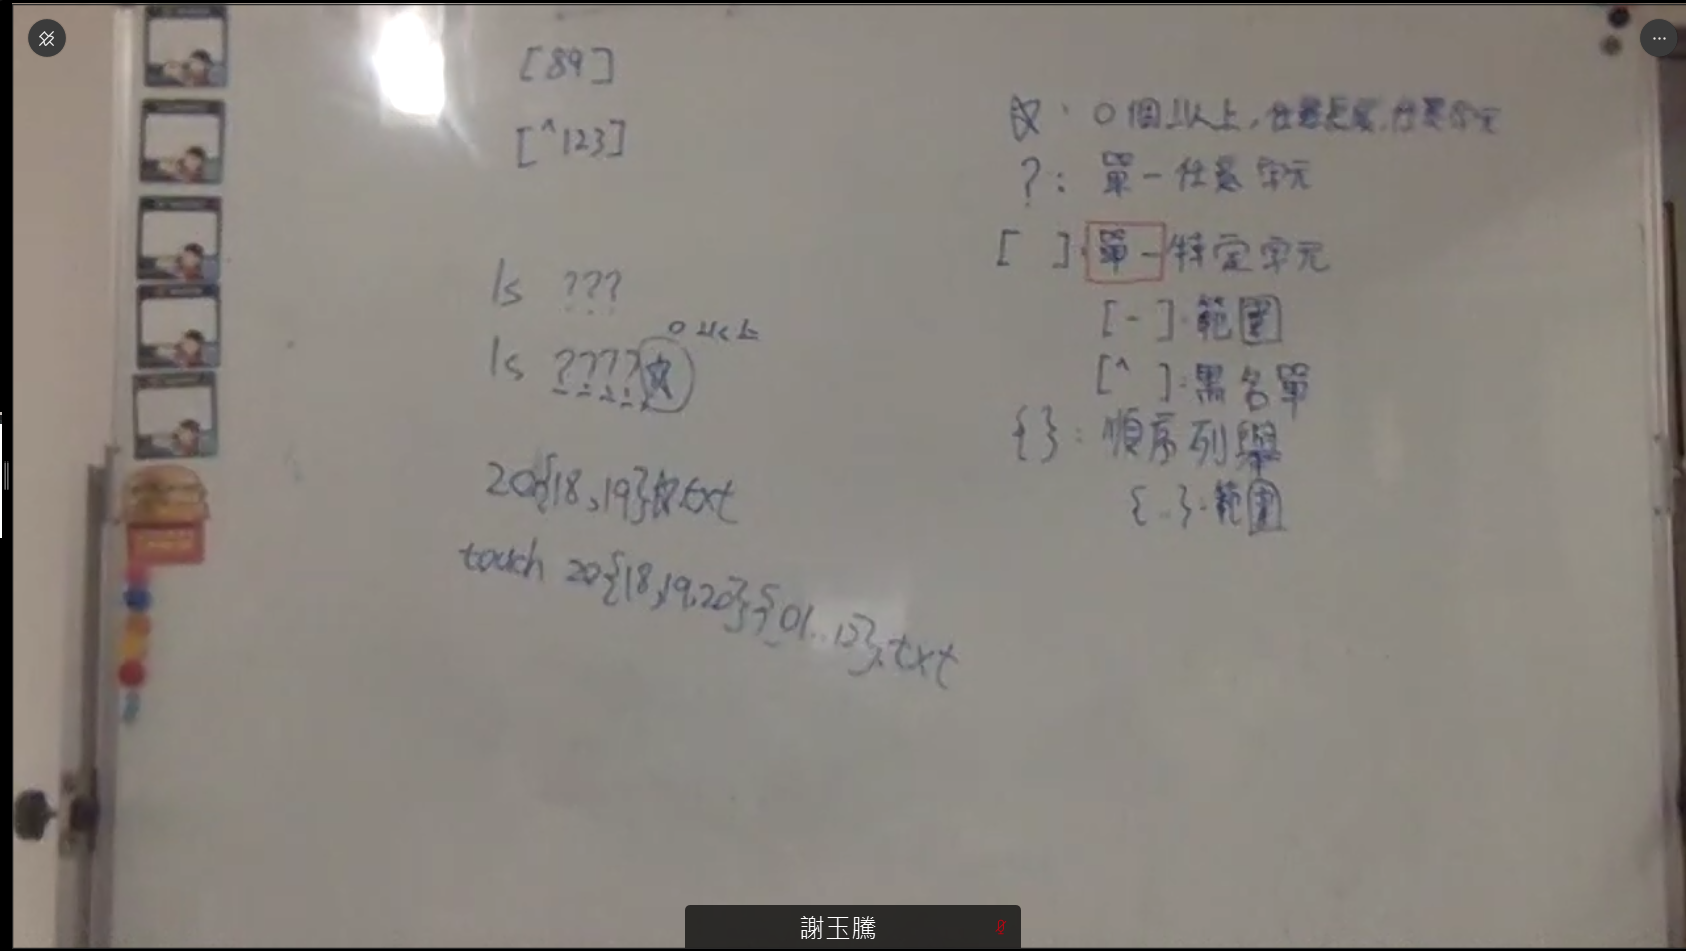 [89]
[^123]
ls ???
0以上
ls ????*
20{18,19}*.txt
touch 20{18,19,20}{01..12}.txt
*: 0個以上,任意長度,任意字元
?: 單一任意字元
[ ]:單一特定字元
[-]:範圍
[^ ]:黑名單
{}: 順序列舉
{..}:範圍
謝玉騰